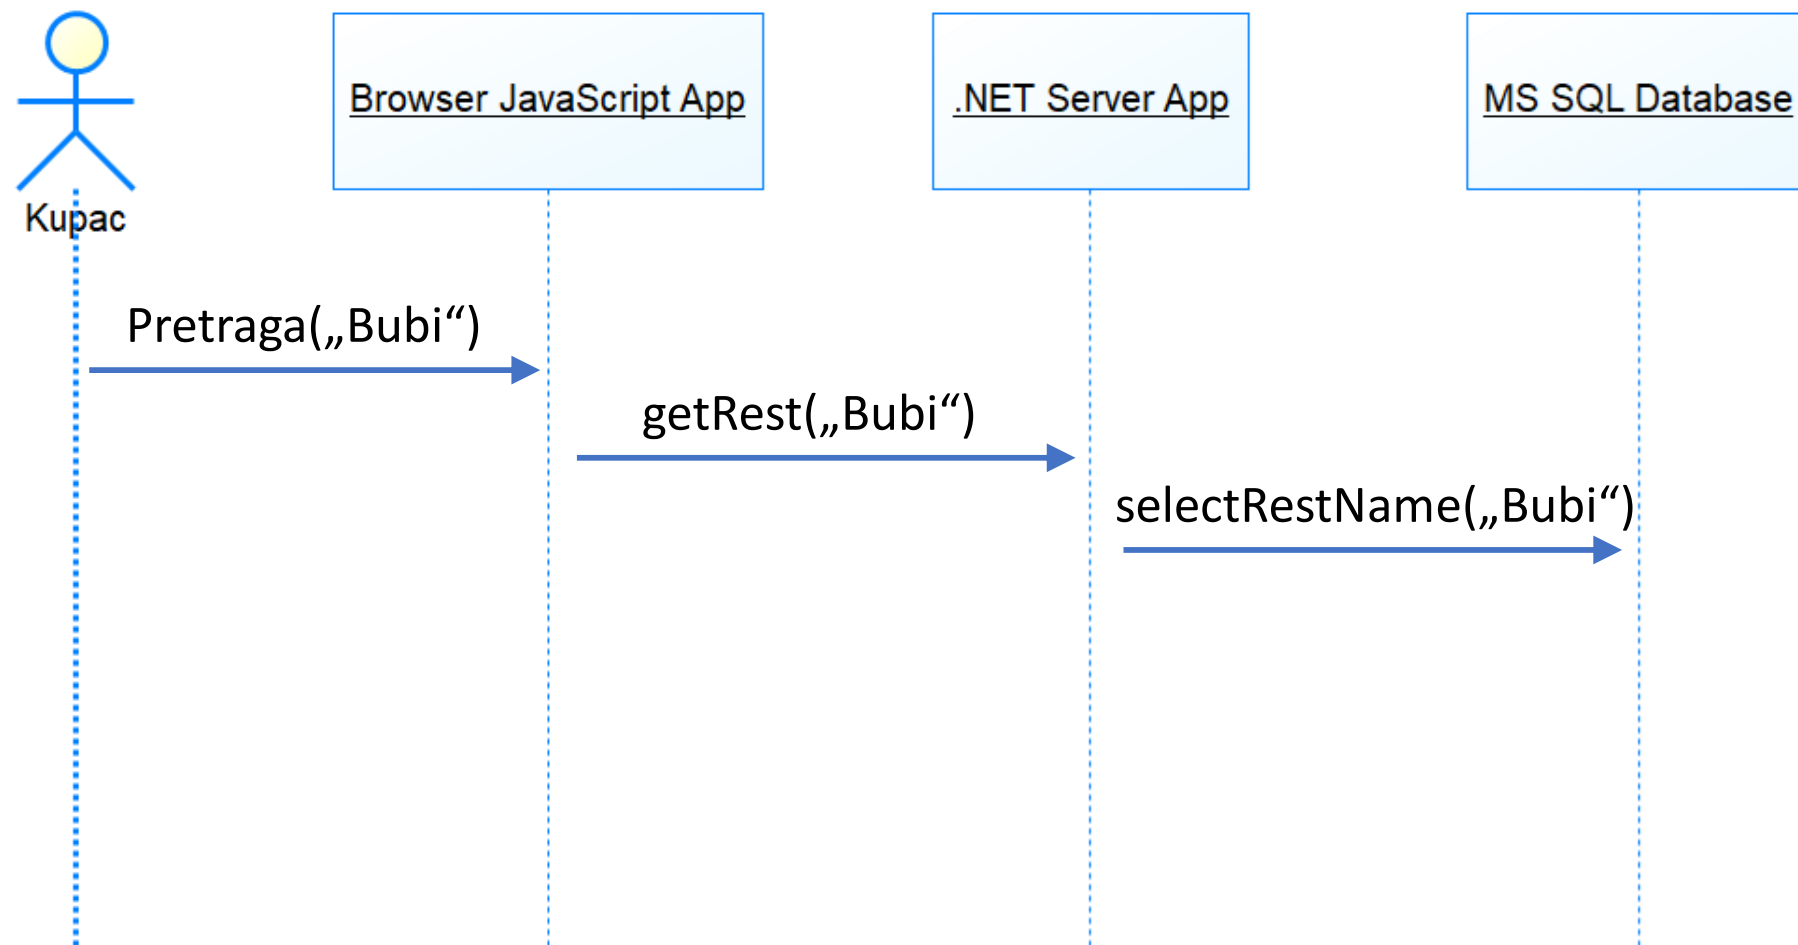 Browser JavaScript App
.NET Server App
MS SQL Database
Kupac
Pretraga(„Bubi“)
getRest(„Bubi“)
selectRestName(„Bubi“)